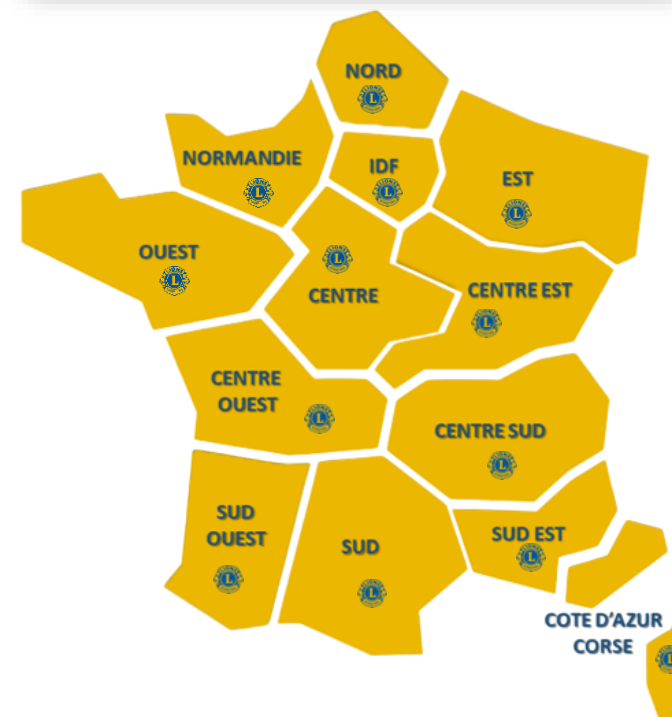 NORD
NORMANDIE
IDF
EST
OUEST
CENTRE
CENTRE EST
CENTRE
OUEST
CENTRE SUD
SUD
OUEST
SUD
SUD EST
COTE D'AZUR
CORSE